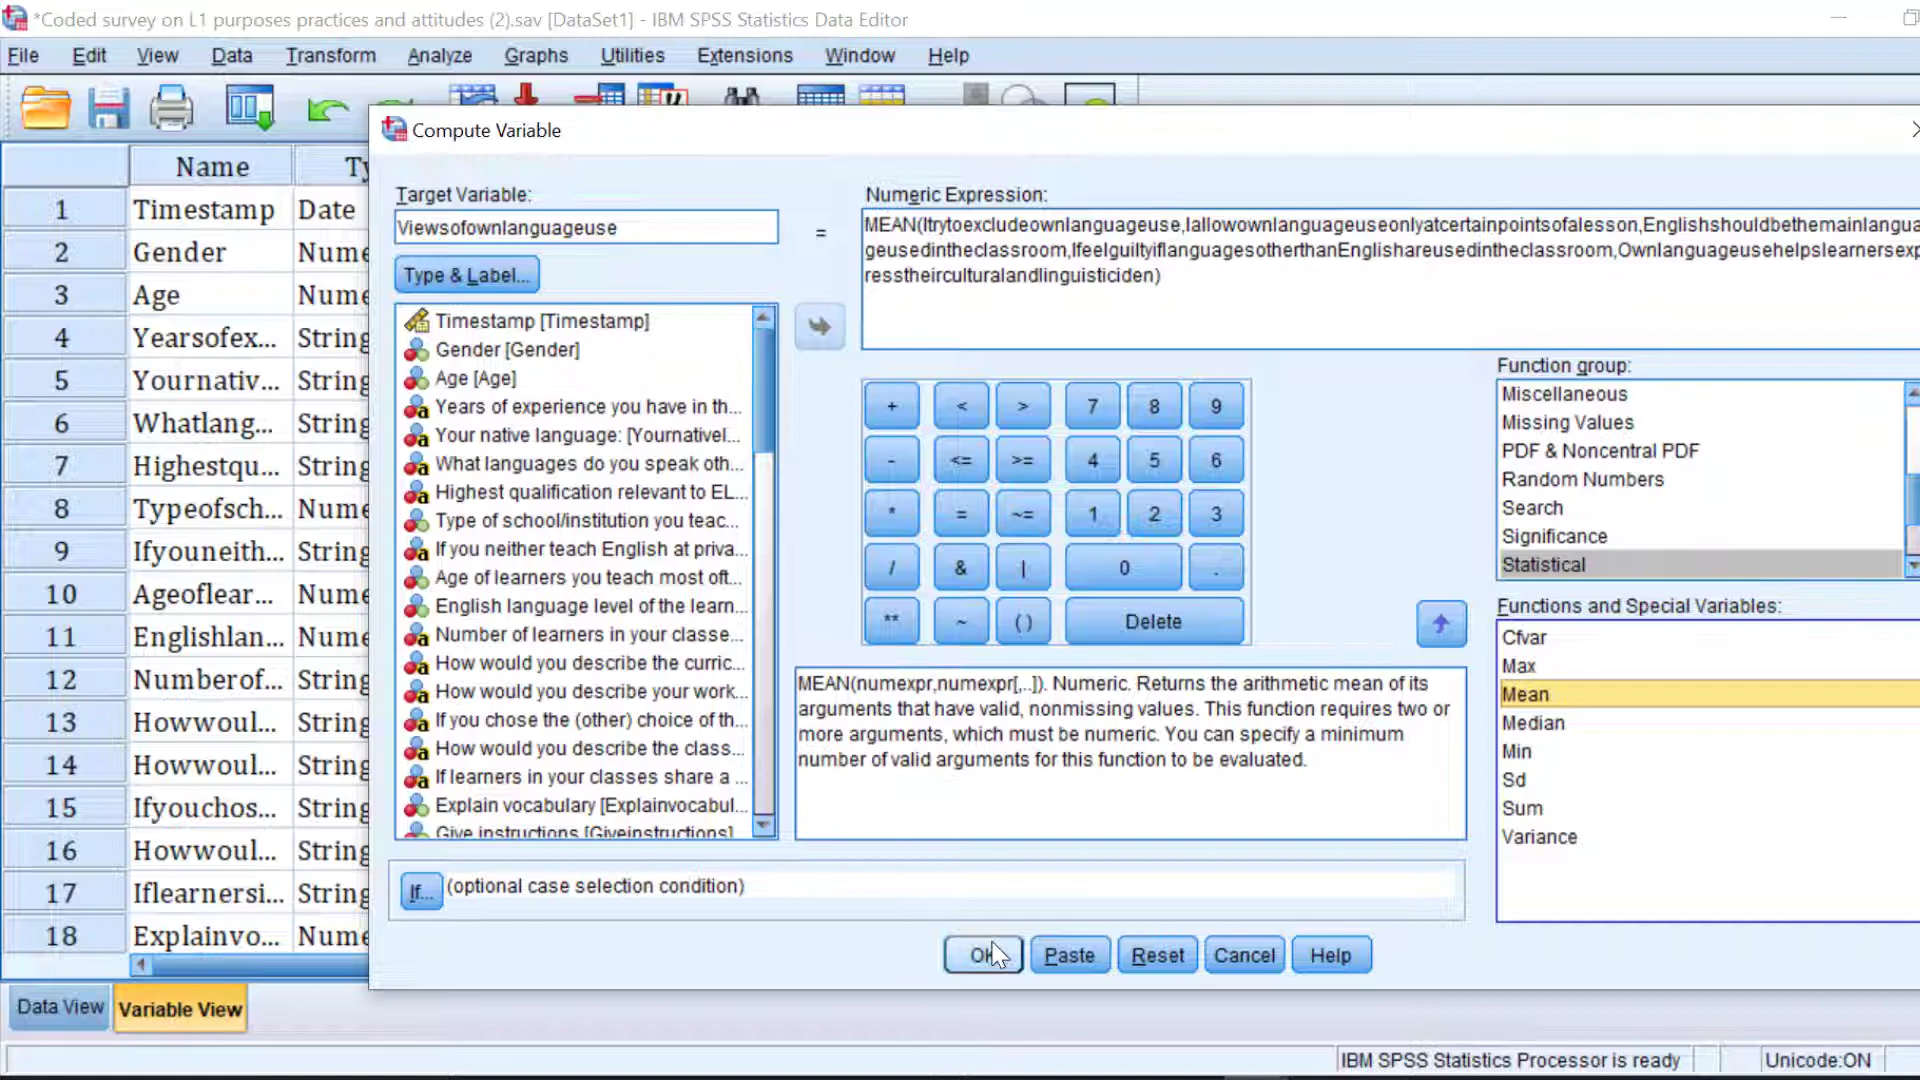 *Coded survey on L1 purposes practices and attitudes (2).sav [DataSet1] - IBM SPSS Statistics Data Editor
File Edit View Data Transform Analyze Graphs Utilities Extensions Window Help
Compute Variable
Name
1 Timestamp Date
2 Gender Nume
3 Age Nume
4 Yearsofex... String
5 Yournativ... String
6 Whatlang... String
7 Highestqu... String
8 Typeofsch... Nume
9 Ifyouneith... String
10 Ageoflear... Nume
11 Englishlan... Nume
12 Numberof... String
13 Howwoul... String
14 Howwoul... String
15 Ifyouchos... String
16 Howwoul... String
17 Iflearnersi... String
18 Explainvo... Nume
Data View Variable View
Target Variable:
Viewsofownlanguageuse
=
Type & Label...
Timestamp [Timestamp]
Gender [Gender]
Age [Age]
Years of experience you have in th...
Your native language: [Yournativel...
What languages do you speak oth...
Highest qualification relevant to EL...
Type of school/institution you teac...
If you neither teach English at priva...
Age of learners you teach most oft...
English language level of the learn...
Number of learners in your classe...
How would you describe the curric...
How would you describe your work...
If you chose the (other) choice of th...
How would you describe the class...
If learners in your classes share a ...
Explain vocabulary [Explainvocabul...
Give instructions [Giveinstructions]
Numeric Expression:
MEAN(Itrytoexcludeownlanguageuse,Iallowownlanguageuseonlyatcertainpointsofalesson,Englishshouldbethemainlangua
geusedintheclassroom,IfeelguiltyiflanguagesotherthanEnglishareusedintheclassroom,Ownlanguageusehelpslearnersexp
resstheirculturalandlinguisticiden)
+ < > 7 8 9
- <= >= 4 5 6
* = ~= 1 2 3
/ & | 0 .
** ~ ( ) Delete
MEAN(numexpr,numexpr[,..]). Numeric. Returns the arithmetic mean of its
arguments that have valid, nonmissing values. This function requires two or
more arguments, which must be numeric. You can specify a minimum
number of valid arguments for this function to be evaluated.
Function group:
Miscellaneous
Missing Values
PDF & Noncentral PDF
Random Numbers
Search
Significance
Statistical
Functions and Special Variables:
Cfvar
Max
Mean
Median
Min
Sd
Sum
Variance
If... (optional case selection condition)
OK Paste Reset Cancel Help
IBM SPSS Statistics Processor is ready Unicode:ON